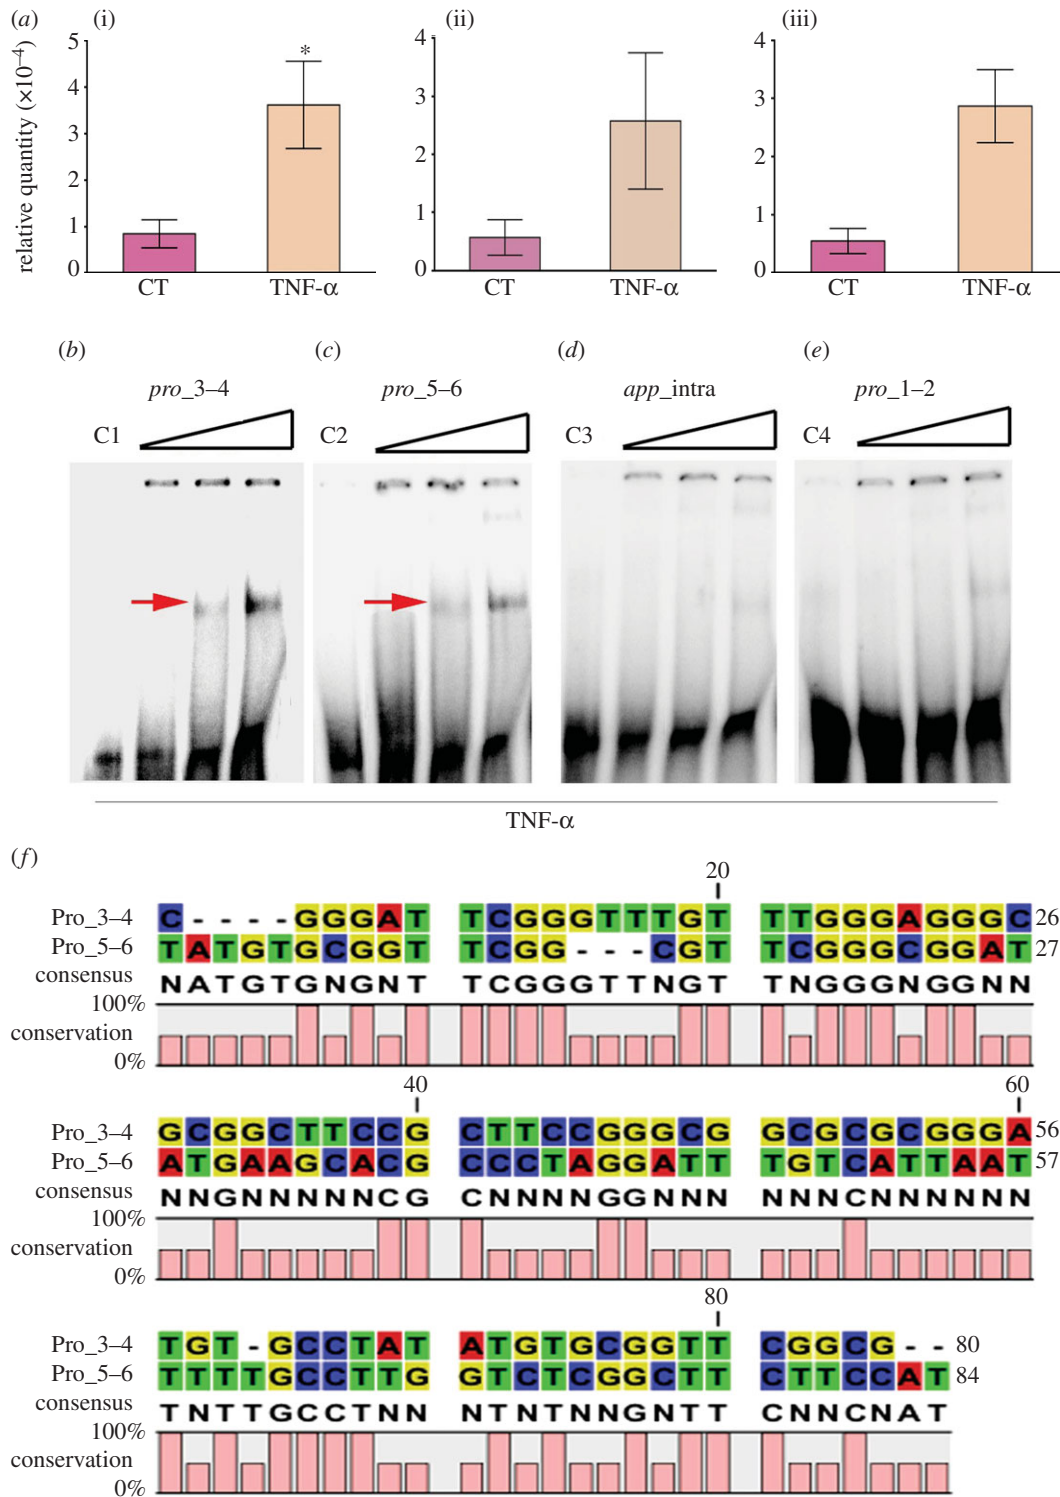 (a) (i) (ii) (iii)
relative quantity (×10⁻⁴)
5
4
3
2
1
0
CT TNF-α
*
4
3
2
1
0
CT TNF-α
4
3
2
1
0
CT TNF-α
(b) (c) (d) (e)
pro_3–4 pro_5–6 app_intra pro_1–2
C1 C2 C3 C4
TNF-α
(f)
20
Pro_3–4 C - - - - GGGAT TCGGGTTTGT TTGGGAGGGC 26
Pro_5–6 TATGTGCGGT TCGG - - - CGT TCGGGCGGAT 27
consensus NATGTGNGNT TCGGGTTNGT TNGGGNGGNN
100%
conservation
0%
40 60
Pro_3–4 GCGGCTTCCG CTTCCGGGCG GCGCGCGGGA 56
Pro_5–6 ATGAAGCACG CCCTAGGATT TGTCATTAAT 57
consensus NNGNNNNNCG CNNNNGGNNN NNNCNNNNNN
100%
conservation
0%
80
Pro_3–4 TGT - GCCTAT ATGTGCGGTT CGGCG - - 80
Pro_5–6 TTTTGCCTTG GTCTCGGCTT CTTCCAT 84
consensus TNTTGCCTNN NTNTNNGNTT CNNCNAT
100%
conservation
0%